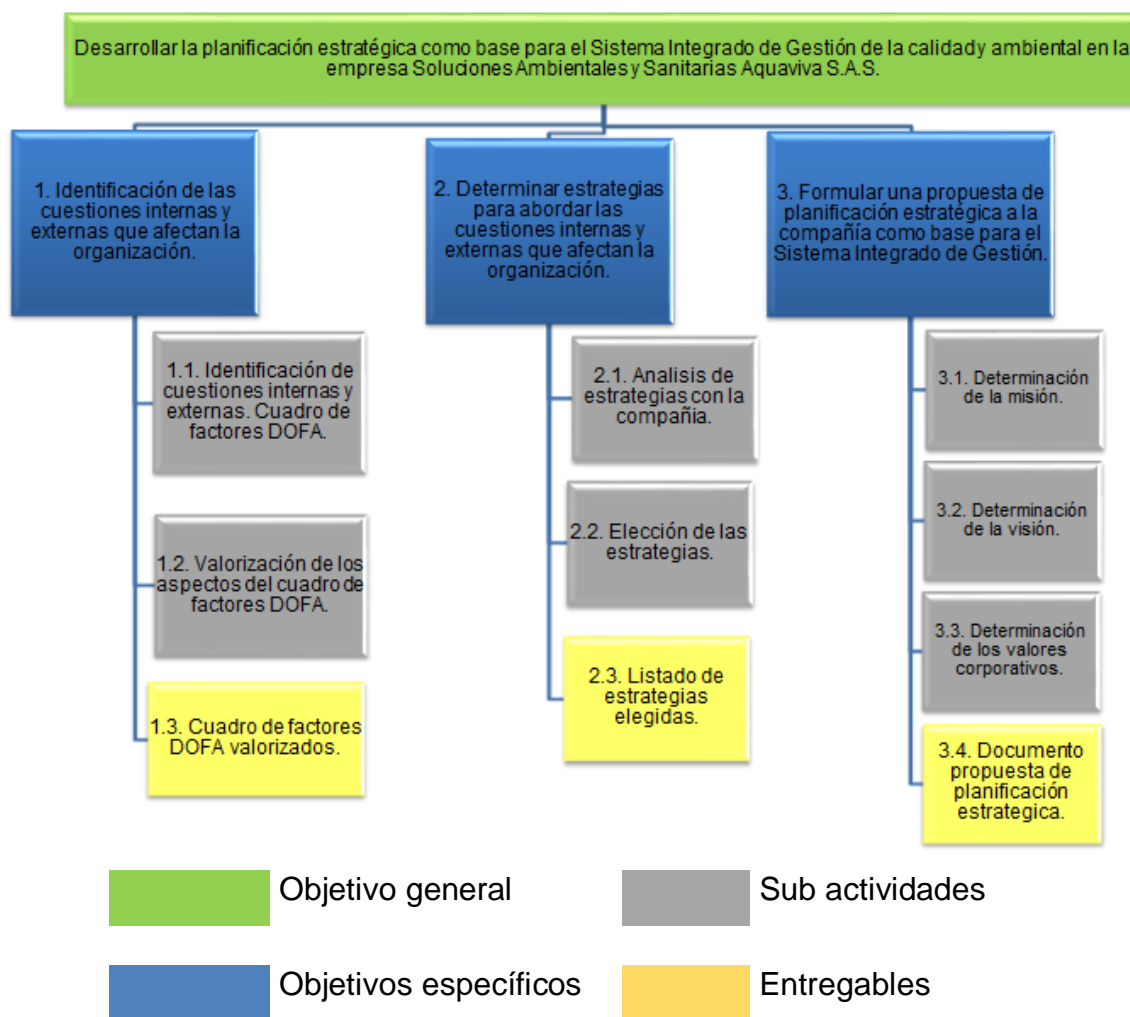 Desarrollar la planificación estratégica como base para el Sistema Integrado de Gestión de la calidad y ambiental en la
empresa Soluciones Ambientales y Sanitarias Aquaviva S.A.S.
1. Identificación de las
cuestiones internas y
externas que afectan la
organización.
1.1. Identificación de
cuestiones internas y
externas. Cuadro de
factores DOFA.
1.2. Valorización de los
aspectos del cuadro de
factores DOFA.
1.3. Cuadro de factores
DOFA valorizados.
2. Determinar estrategias
para abordar las
cuestiones internas y
externas que afectan la
organización.
2.1. Analisis de
estrategias con la
compañia.
2.2. Elección de las
estrategias.
2.3. Listado de
estrategias
elegidas.
3. Formular una propuesta de
planificación estratégica a la
compañía como base para el
Sistema Integrado de Gestión.
3.1. Determinación
de la misión.
3.2. Determinación
de la visión.
3.3. Determinación
de los valores
corporativos.
3.4. Documento
propuesta de
planificación
estrategica.
Objetivo general
Sub actividades
Objetivos específicos
Entregables